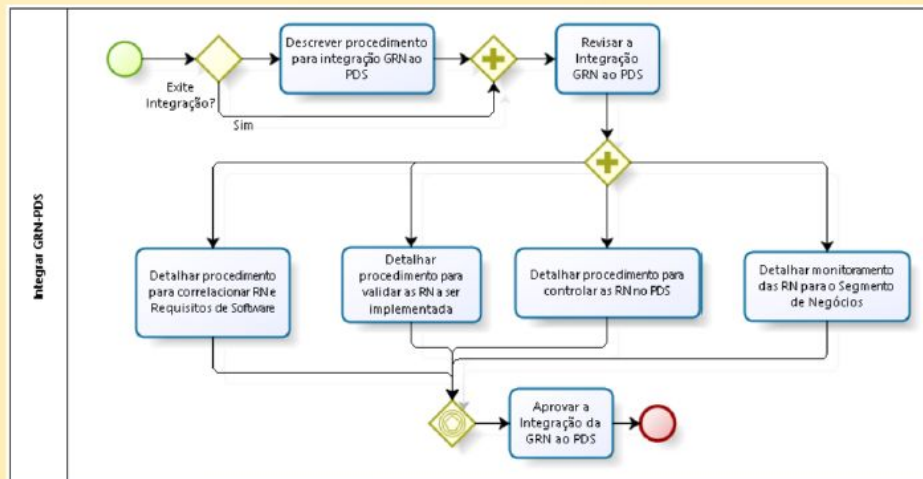 Integrar GRN-PDS
Exite
Integração?
Sim
Descrever procedimento
para integração GRN ao
PDS
Revisar a
Integração
GRN ao PDS
Detalhar procedimento
para correlacionar RN e
Requisitos de Software
Detalhar
procedimento para
validar as RN a ser
implementada
Detalhar procedimento para
controlar as RN no PDS
Detalhar monitoramento
das RN para o Segmento
de Negócios
Aprovar a
Integração da
GRN ao PDS